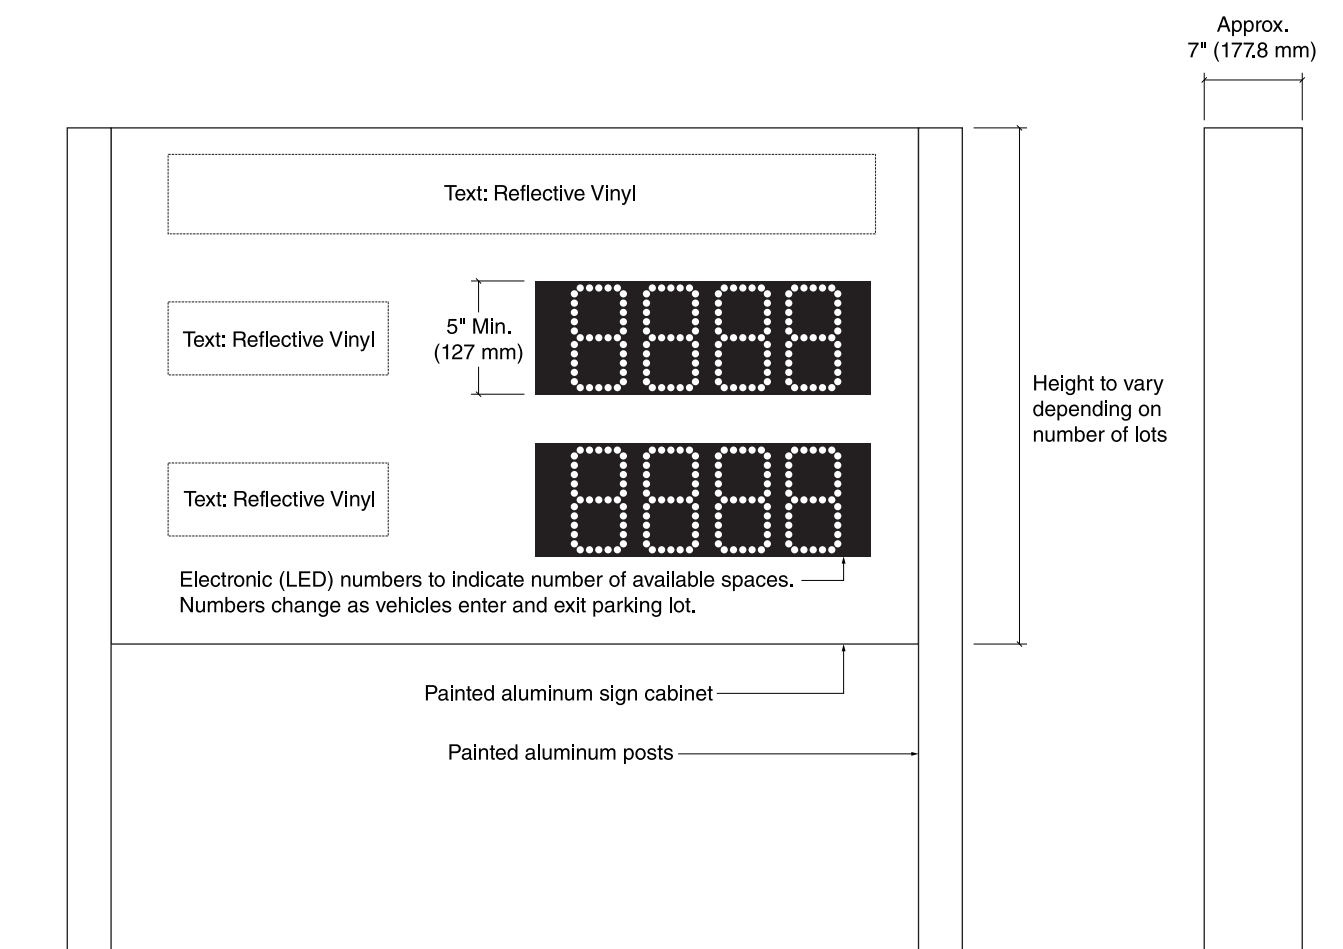 Approx.
7" (177.8 mm)
Text: Reflective Vinyl
8888
Text: Reflective Vinyl
5" Min.
(127 mm)
Height to vary
depending on
number of lots
8888
Text: Reflective Vinyl
Electronic (LED) numbers to indicate number of available spaces.
Numbers change as vehicles enter and exit parking lot.
Painted aluminum sign cabinet
Painted aluminum posts